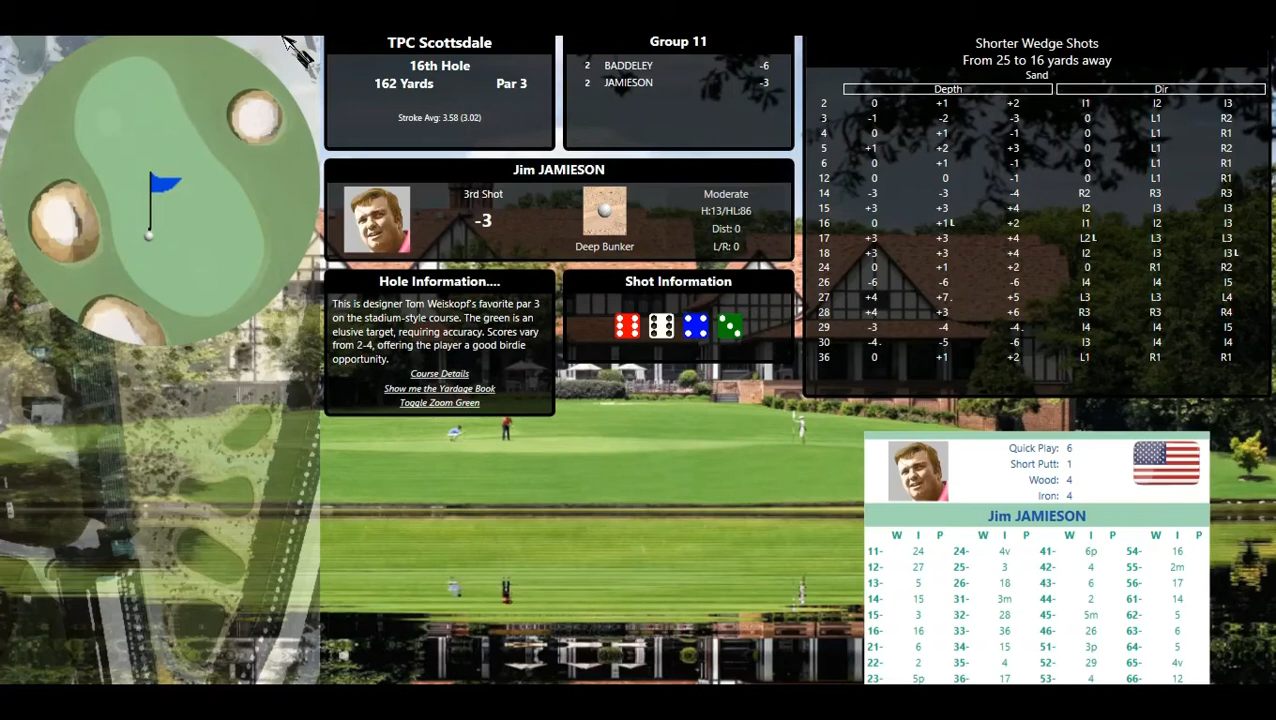 TPC Scottsdale
16th Hole
162 Yards Par 3
Stroke Avg: 3.58 (3.02)
Group 11
2 BADDELEY -6
2 JAMIESON -3
Jim JAMIESON
3rd Shot
-3
Deep Bunker
Moderate
H:13/HL:86
Dist: 0
L/R: 0
Hole Information....
This is designer Tom Weiskopf's favorite par 3
on the stadium-style course. The green is an
elusive target, requiring accuracy. Scores vary
from 2-4, offering the player a good birdie
opportunity.
Course Details
Show me the Yardage Book
Toggle Zoom Green
Shot Information
Shorter Wedge Shots
From 25 to 16 yards away
Sand
Depth Dir
2 0 +1 +2 I1 I2 I3
3 -1 -2 -3 0 L1 R2
4 0 +1 -1 0 L1 R1
5 +1 +2 +3 0 L1 R2
6 0 +1 -1 0 L1 R1
12 0 0 -1 0 L1 R1
14 -3 -3 -4 R2 R3 R3
15 +3 +3 +4 I2 I3 I3
16 0 +1L +2 I1 I2 I3
17 +3 +3 +4 L2L L3 L3
18 +3 +3 +4 I2 I3 I3L
24 0 +1 +2 0 R1 R2
26 -6 -6 -6 I4 I4 I4
27 +4 +7. +5 L3 L3 L4
28 +4 +3 +6 R3 R3 R4
29 -3 -4 -4. I4 I4 I5
30 -4. -5 -6 I3 I4 I4
36 0 +1 +2 L1 R1 R1
Quick Play: 6
Short Putt: 1
Wood: 4
Iron: 4
Jim JAMIESON
W I P W I P W I P W I P
11- 24 24- 4v 41- 6p 54- 16
12- 27 25- 3 42- 4 55- 2m
13- 5 26- 18 43- 6 56- 17
14- 15 31- 3m 44- 2 61- 14
15- 3 32- 28 45- 5m 62- 5
16- 16 33- 36 46- 26 63- 6
21- 6 34- 15 51- 3p 64- 5
22- 2 35- 4 52- 29 65- 4v
23- 5p 36- 17 53- 4 66- 12